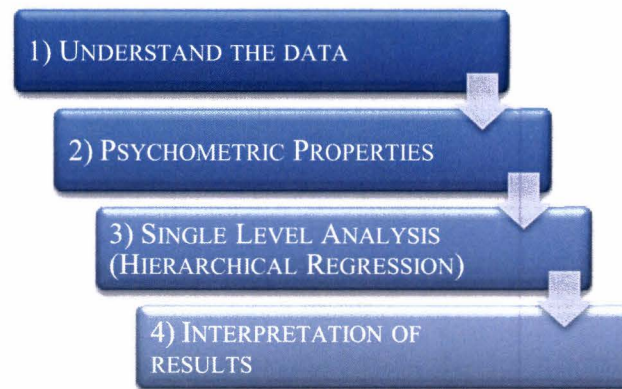 1) UNDERSTAND THE DATA
2) PSYCHOMETRIC PROPERTIES
3) SINGLE LEVEL ANALYSIS
(HIERARCHICAL REGRESSION)
4) INTERPRETATION OF
RESULTS